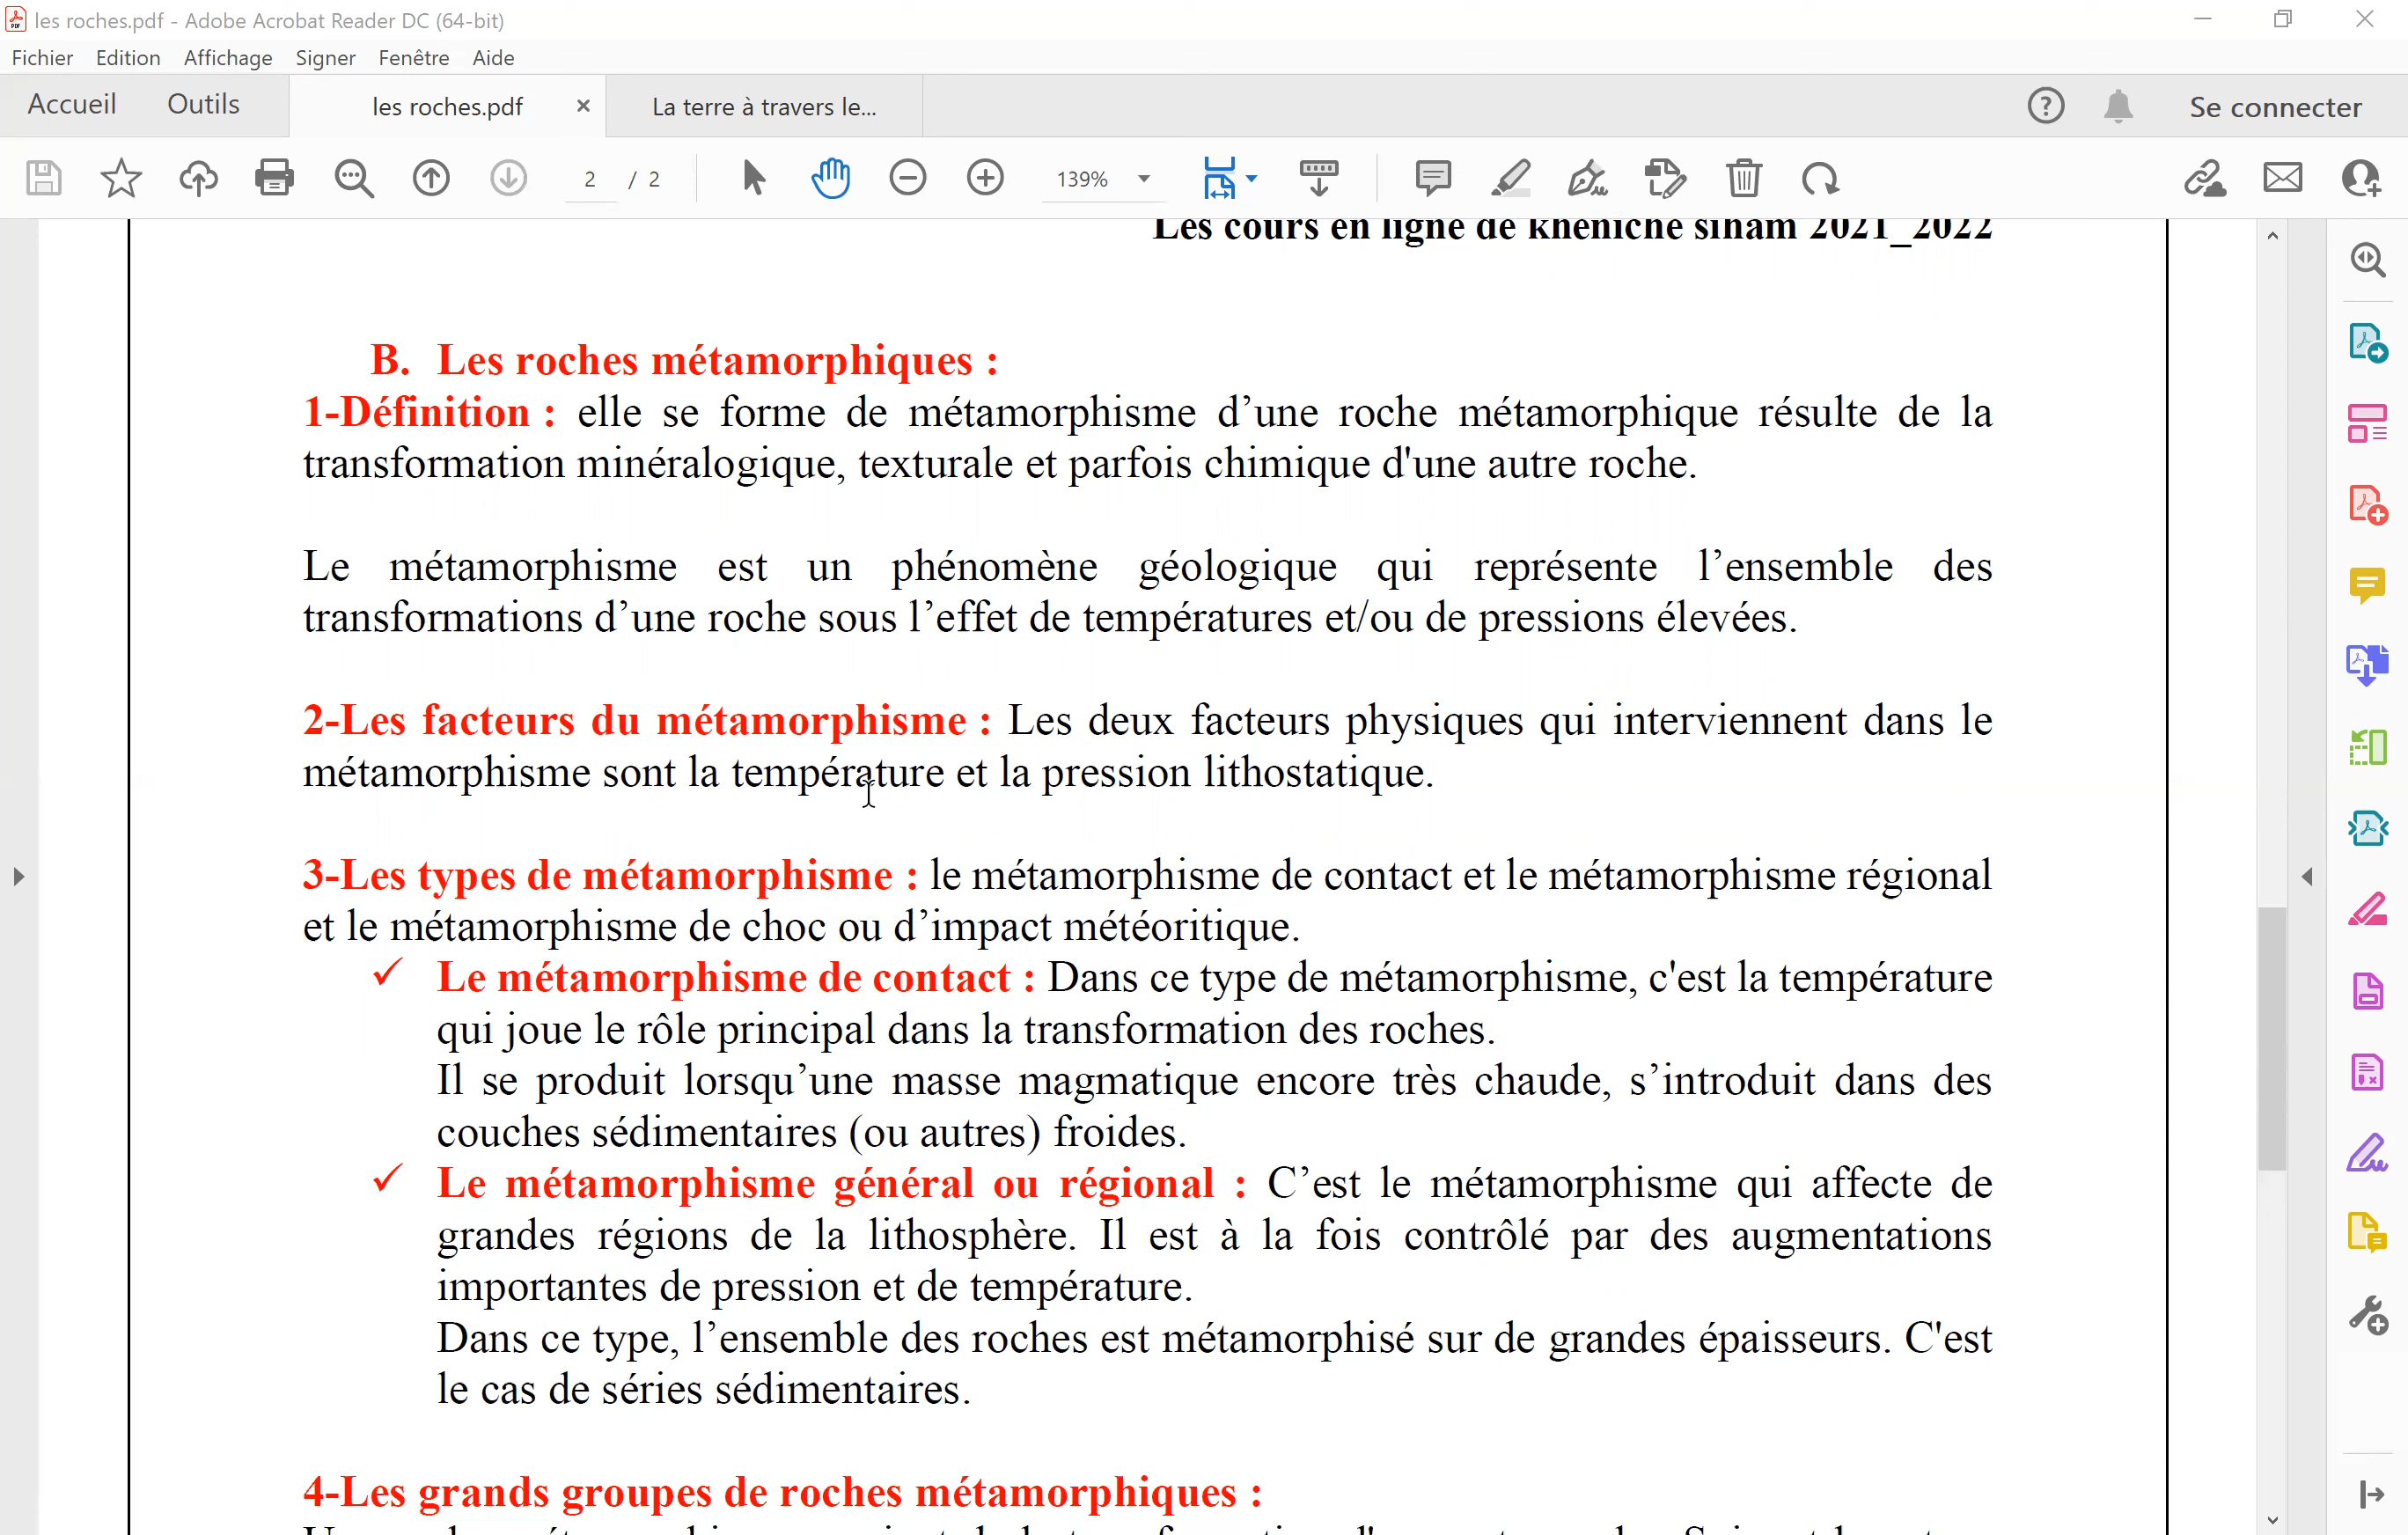 les roches.pdf - Adobe Acrobat Reader DC (64-bit)
Fichier Edition Affichage Signer Fenêtre Aide
Accueil Outils les roches.pdf La terre à travers le... Se connecter
2 / 2 139%
Les cours en ligne de kheniche siham 2021_2022
B. Les roches métamorphiques :
1-Définition : elle se forme de métamorphisme d’une roche métamorphique résulte de la
transformation minéralogique, texturale et parfois chimique d'une autre roche.
Le métamorphisme est un phénomène géologique qui représente l’ensemble des
transformations d’une roche sous l’effet de températures et/ou de pressions élevées.
2-Les facteurs du métamorphisme : Les deux facteurs physiques qui interviennent dans le
métamorphisme sont la température et la pression lithostatique.
3-Les types de métamorphisme : le métamorphisme de contact et le métamorphisme régional
et le métamorphisme de choc ou d’impact météoritique.
✓ Le métamorphisme de contact : Dans ce type de métamorphisme, c'est la température
qui joue le rôle principal dans la transformation des roches.
Il se produit lorsqu’une masse magmatique encore très chaude, s’introduit dans des
couches sédimentaires (ou autres) froides.
✓ Le métamorphisme général ou régional : C’est le métamorphisme qui affecte de
grandes régions de la lithosphère. Il est à la fois contrôlé par des augmentations
importantes de pression et de température.
Dans ce type, l’ensemble des roches est métamorphisé sur de grandes épaisseurs. C'est
le cas de séries sédimentaires.
4-Les grands groupes de roches métamorphiques :